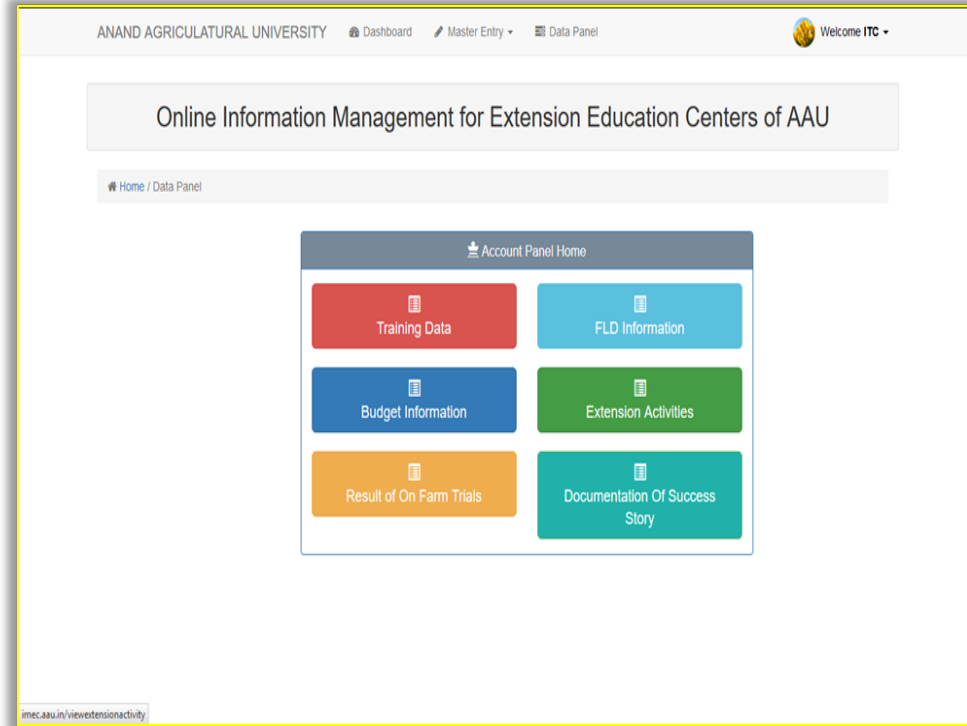 ANAND AGRICULATURAL UNIVERSITY Dashboard Master Entry Data Panel Welcome ITC
Online Information Management for Extension Education Centers of AAU
Home / Data Panel
Account Panel Home
Training Data
FLD Information
Budget Information
Extension Activities
Result of On Farm Trials
Documentation Of Success
Story
imec.aau.in/viewextensionactivity